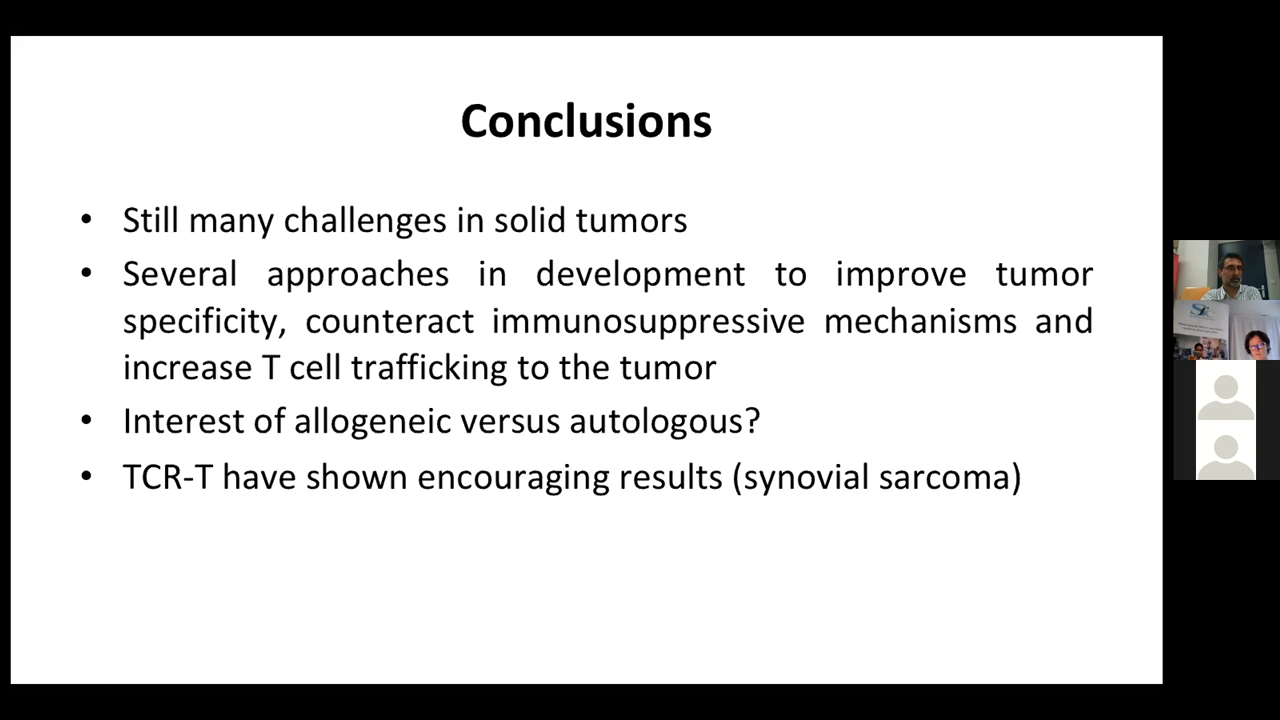 Conclusions
• Still many challenges in solid tumors
• Several approaches in development to improve tumor
specificity, counteract immunosuppressive mechanisms and
increase T cell trafficking to the tumor
• Interest of allogeneic versus autologous?
• TCR-T have shown encouraging results (synovial sarcoma)